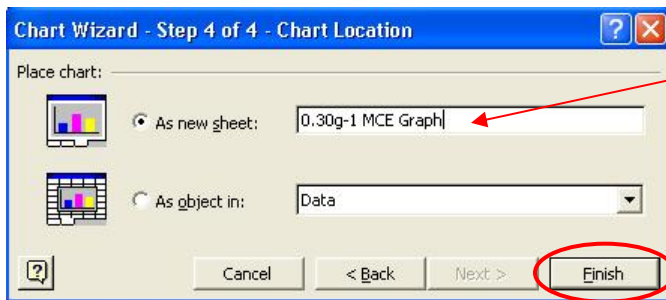 Chart Wizard - Step 4 of 4 - Chart Location
Place chart:
As new sheet: 0.30g-1 MCE Graph
As object in: Data
Cancel < Back Next > Finish